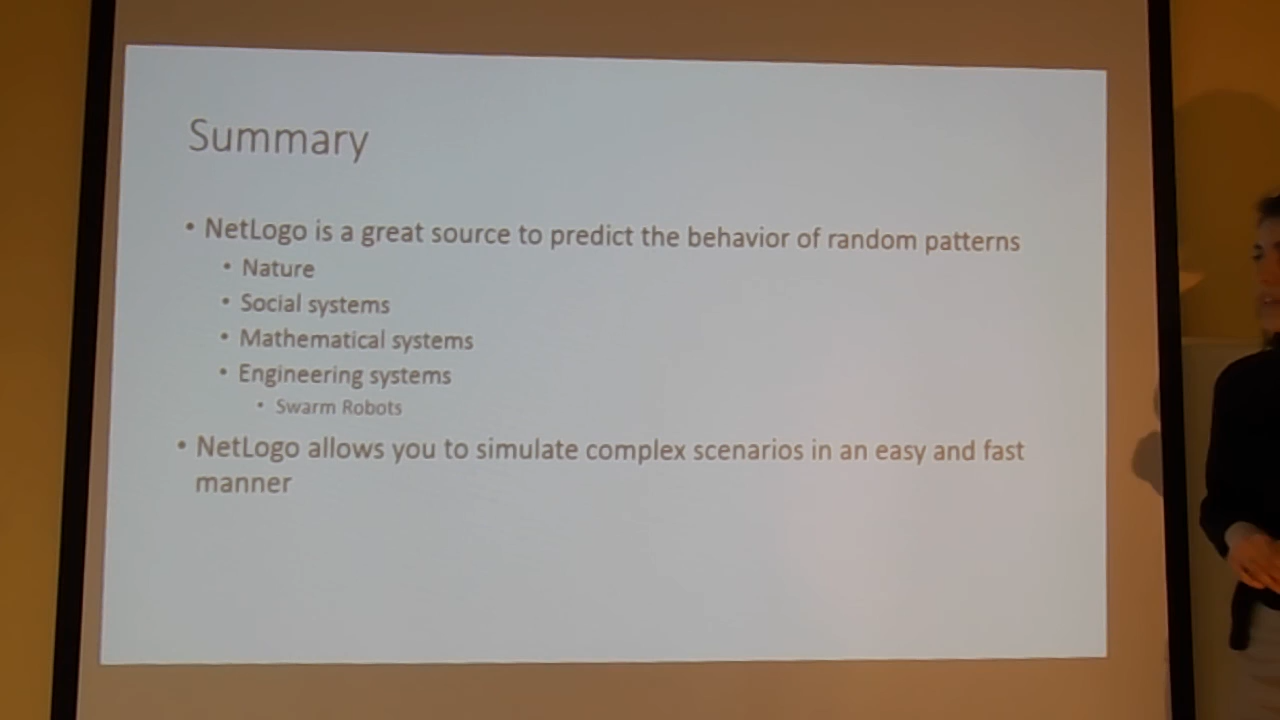 Summary
• NetLogo is a great source to predict the behavior of random patterns
• Nature
• Social systems
• Mathematical systems
• Engineering systems
• Swarm Robots
• NetLogo allows you to simulate complex scenarios in an easy and fast
manner